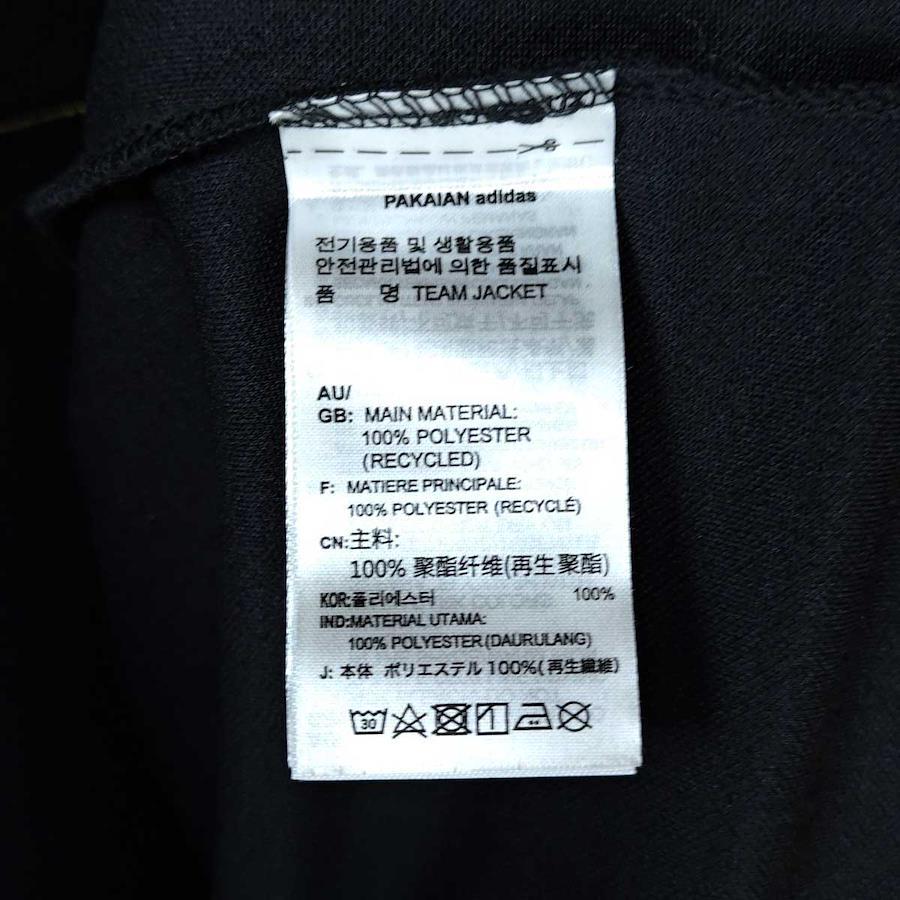 PAKAIAN adidas
전기용품 및 생활용품
안전관리법에 의한 품질표시
품 명 TEAM JACKET
AU/
GB: MAIN MATERIAL:
100% POLYESTER
(RECYCLED)
F: MATIERE PRINCIPALE:
100% POLYESTER (RECYCLÉ)
CN:主料:
100% 聚酯纤维(再生聚酯)
KOR:폴리에스터 100%
IND:MATERIAL UTAMA:
100% POLYESTER(DAURULANG)
J: 本体 ポリエステル100%(再生繊維)
30